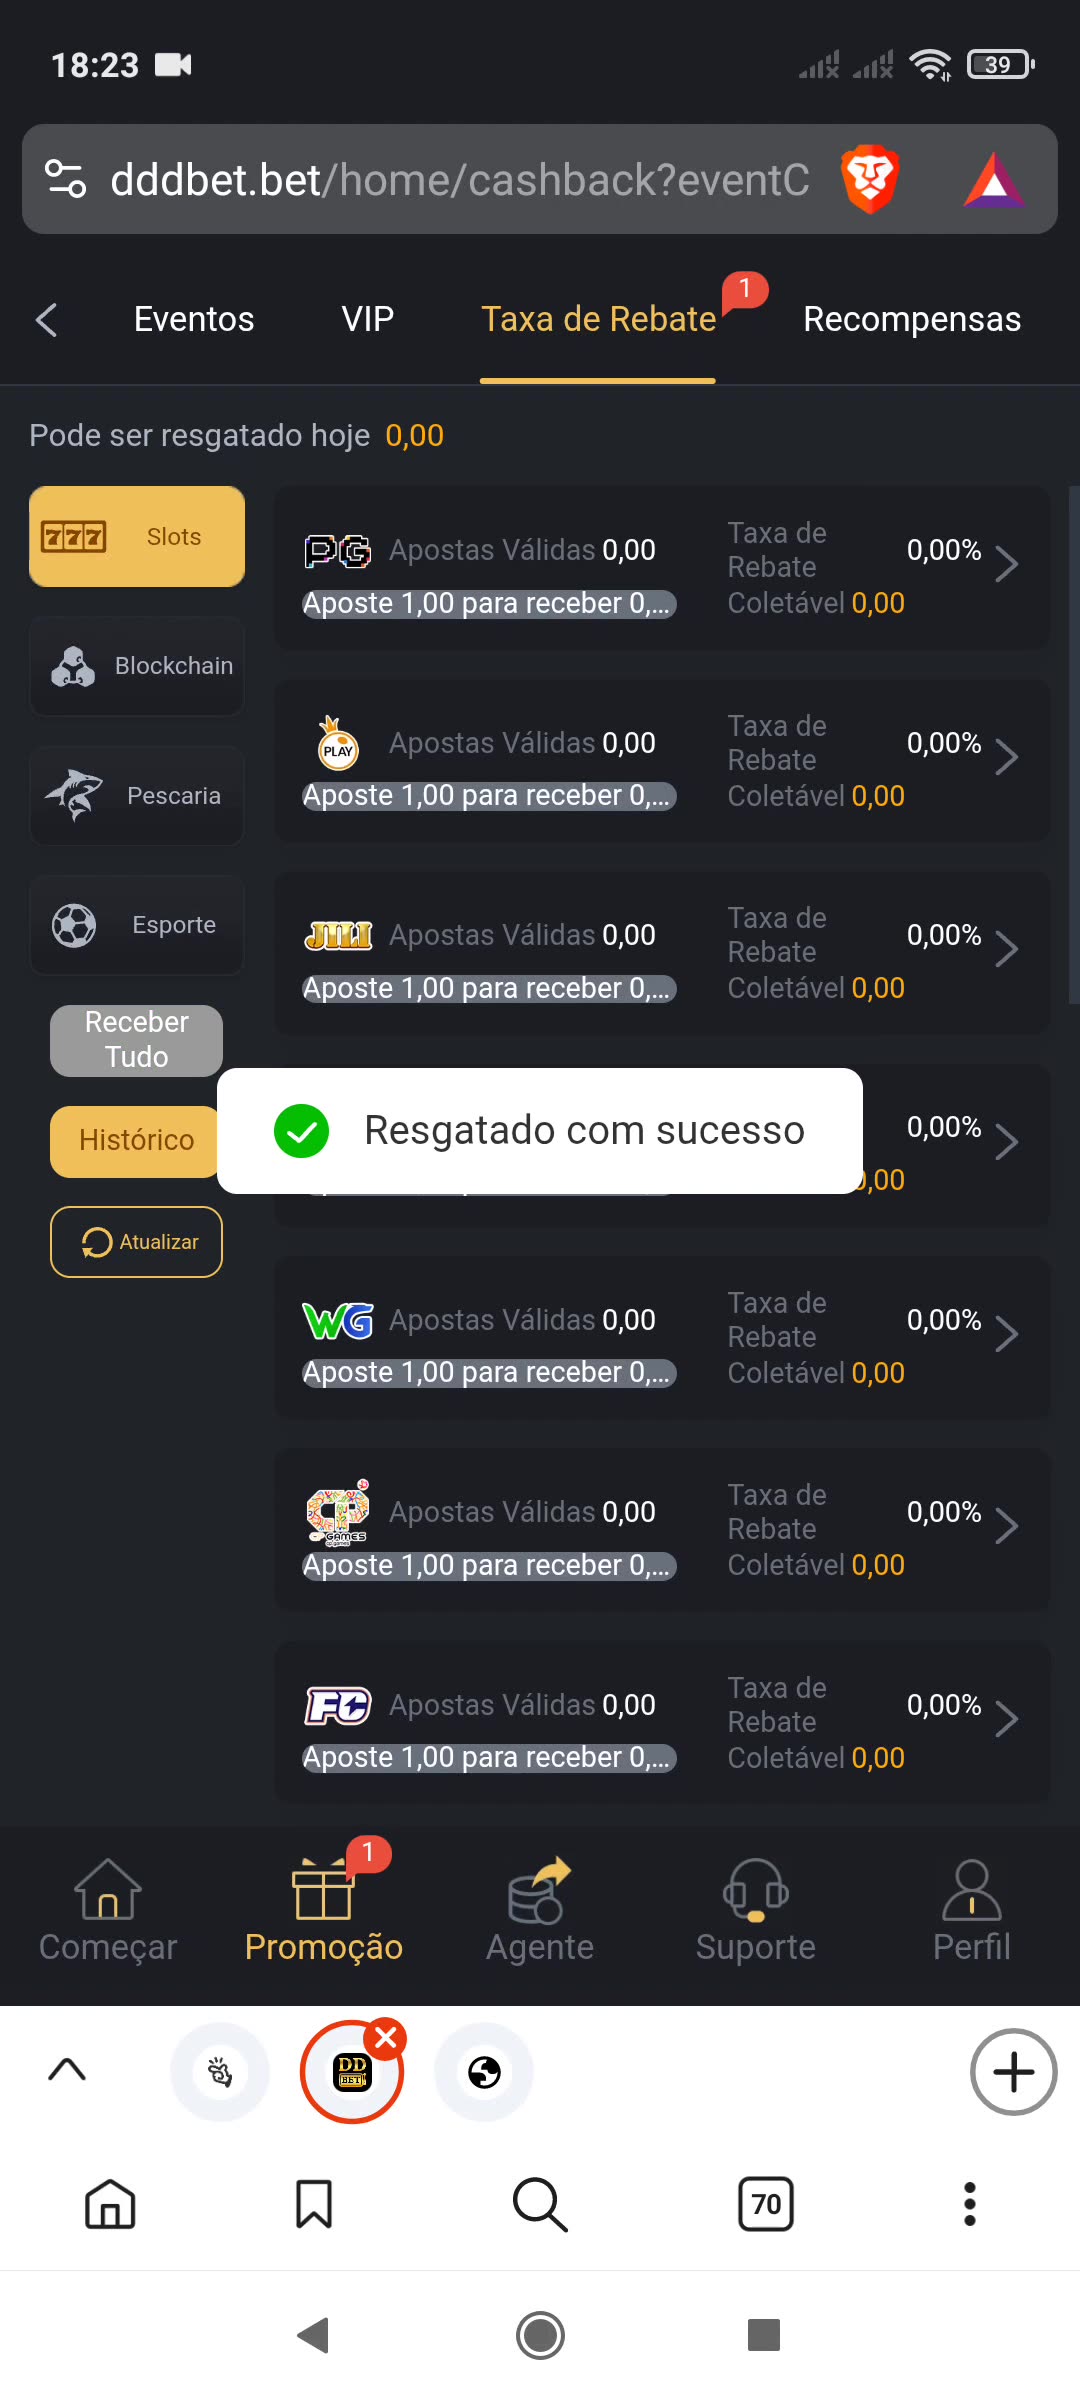 18:23
39
dddbet.bet/home/cashback?eventC
Eventos
VIP
Taxa de Rebate
1
Recompensas
Pode ser resgatado hoje 0,00
777 Slots
Blockchain
Pescaria
Esporte
Receber
Tudo
Histórico
Atualizar
PG Apostas Válidas 0,00
Aposte 1,00 para receber 0,...
Taxa de
Rebate
0,00%
Coletável 0,00
PLAY Apostas Válidas 0,00
Aposte 1,00 para receber 0,...
Taxa de
Rebate
0,00%
Coletável 0,00
JILI Apostas Válidas 0,00
Aposte 1,00 para receber 0,...
Taxa de
Rebate
0,00%
Coletável 0,00
Resgatado com sucesso
0,00%
0,00
WG Apostas Válidas 0,00
Aposte 1,00 para receber 0,...
Taxa de
Rebate
0,00%
Coletável 0,00
CP GAMES Apostas Válidas 0,00
Aposte 1,00 para receber 0,...
Taxa de
Rebate
0,00%
Coletável 0,00
FC Apostas Válidas 0,00
Aposte 1,00 para receber 0,...
Taxa de
Rebate
0,00%
Coletável 0,00
Começar
1
Promoção
Agente
Suporte
Perfil
DD
BET
70